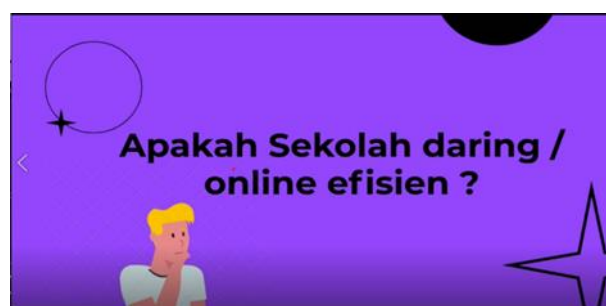 Apakah Sekolah daring /
online efisien ?